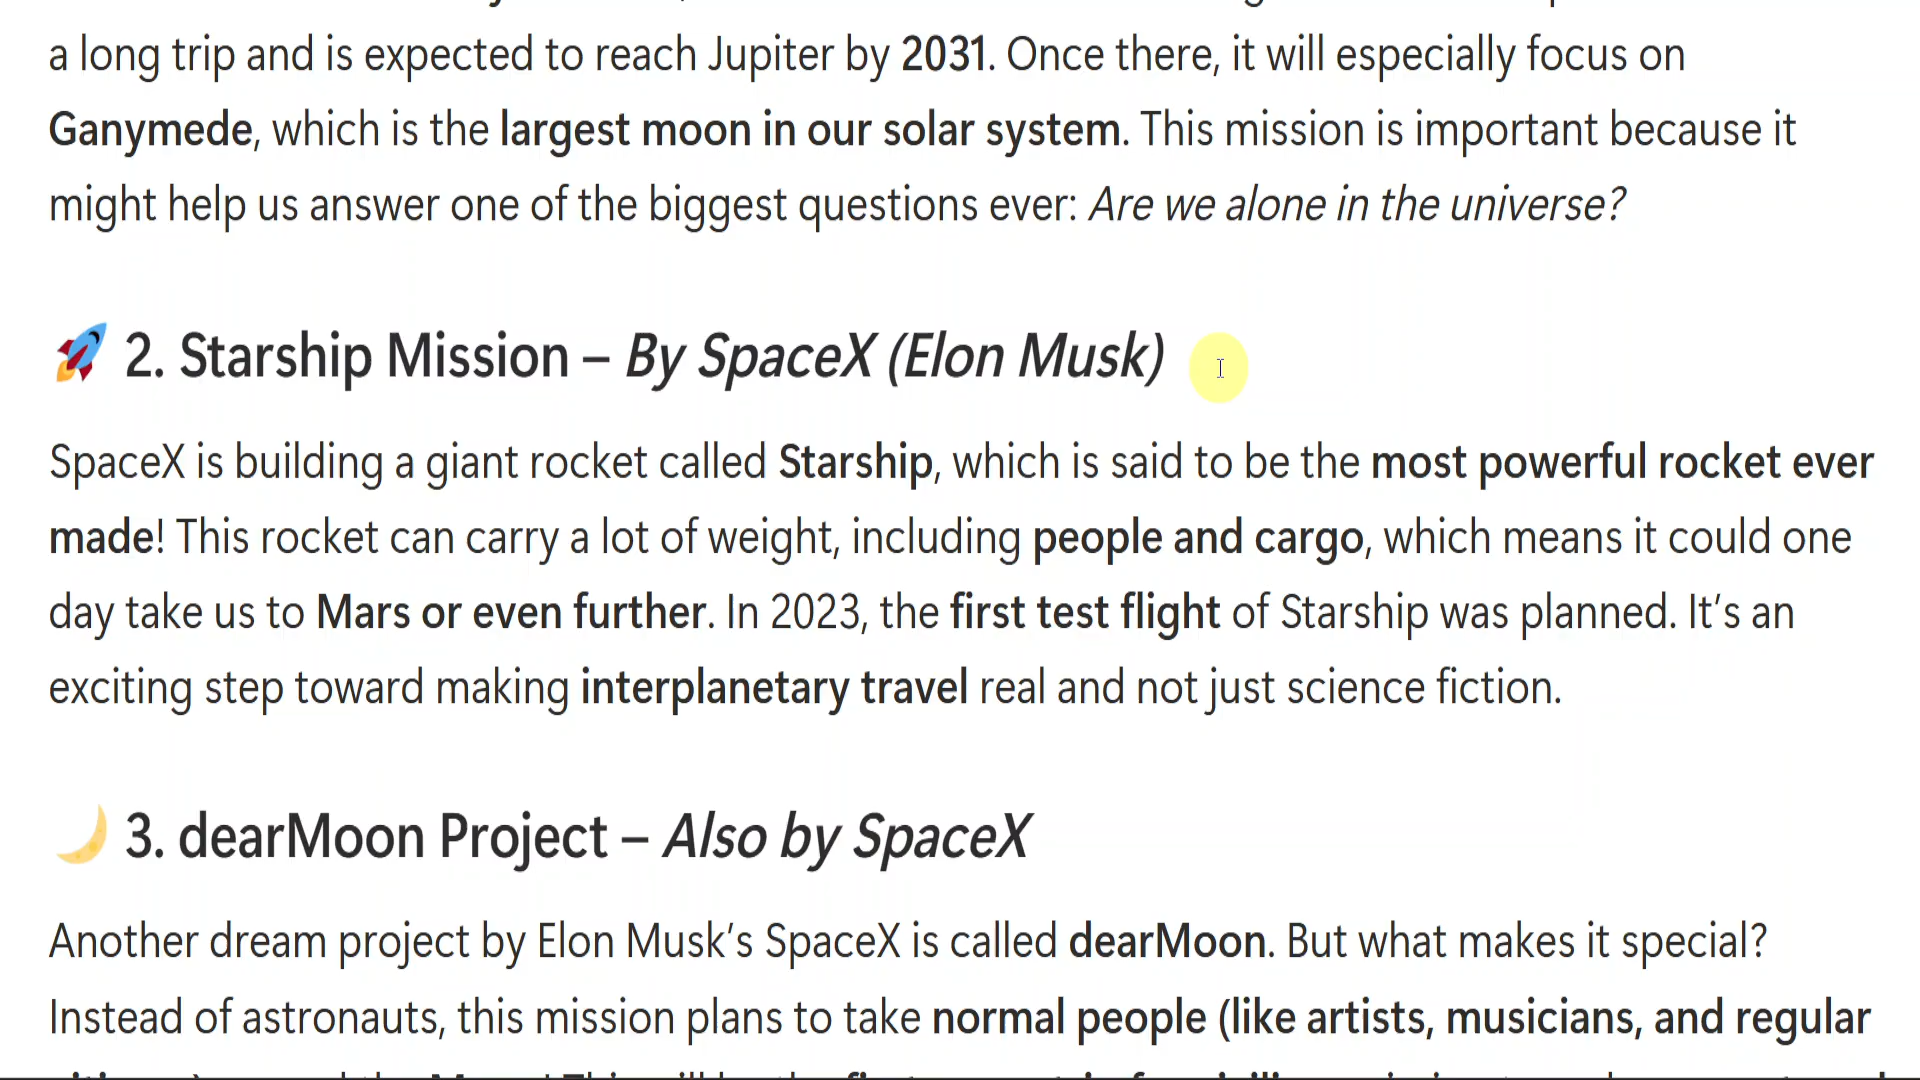 a long trip and is expected to reach Jupiter by 2031. Once there, it will especially focus on
Ganymede, which is the largest moon in our solar system. This mission is important because it
might help us answer one of the biggest questions ever: Are we alone in the universe?
🚀 2. Starship Mission – By SpaceX (Elon Musk)
SpaceX is building a giant rocket called Starship, which is said to be the most powerful rocket ever
made! This rocket can carry a lot of weight, including people and cargo, which means it could one
day take us to Mars or even further. In 2023, the first test flight of Starship was planned. It’s an
exciting step toward making interplanetary travel real and not just science fiction.
🌙 3. dearMoon Project – Also by SpaceX
Another dream project by Elon Musk’s SpaceX is called dearMoon. But what makes it special?
Instead of astronauts, this mission plans to take normal people (like artists, musicians, and regular